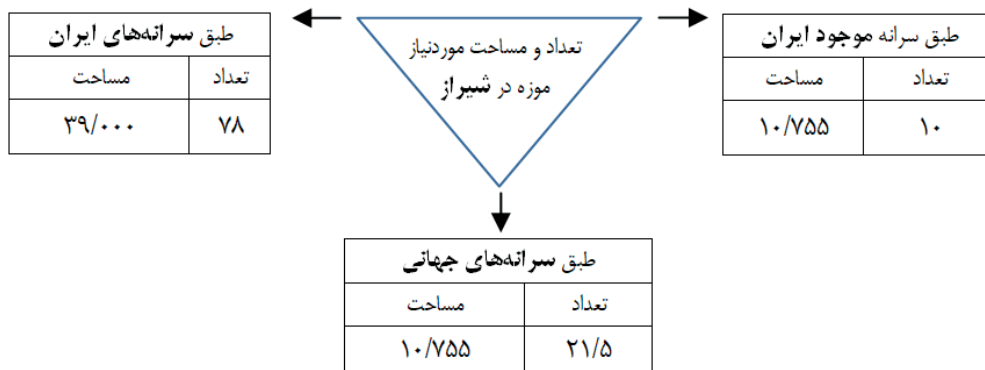 تعداد و مساحت موردنیاز
موزه در شیراز
طبق سرانه موجود ایران
تعداد مساحت
۱۰ ۱۰/۷۵۵
طبق سرانه‌های ایران
تعداد مساحت
۷۸ ۳۹/۰۰۰
طبق سرانه‌های جهانی
تعداد مساحت
۲۱/۵ ۱۰/۷۵۵